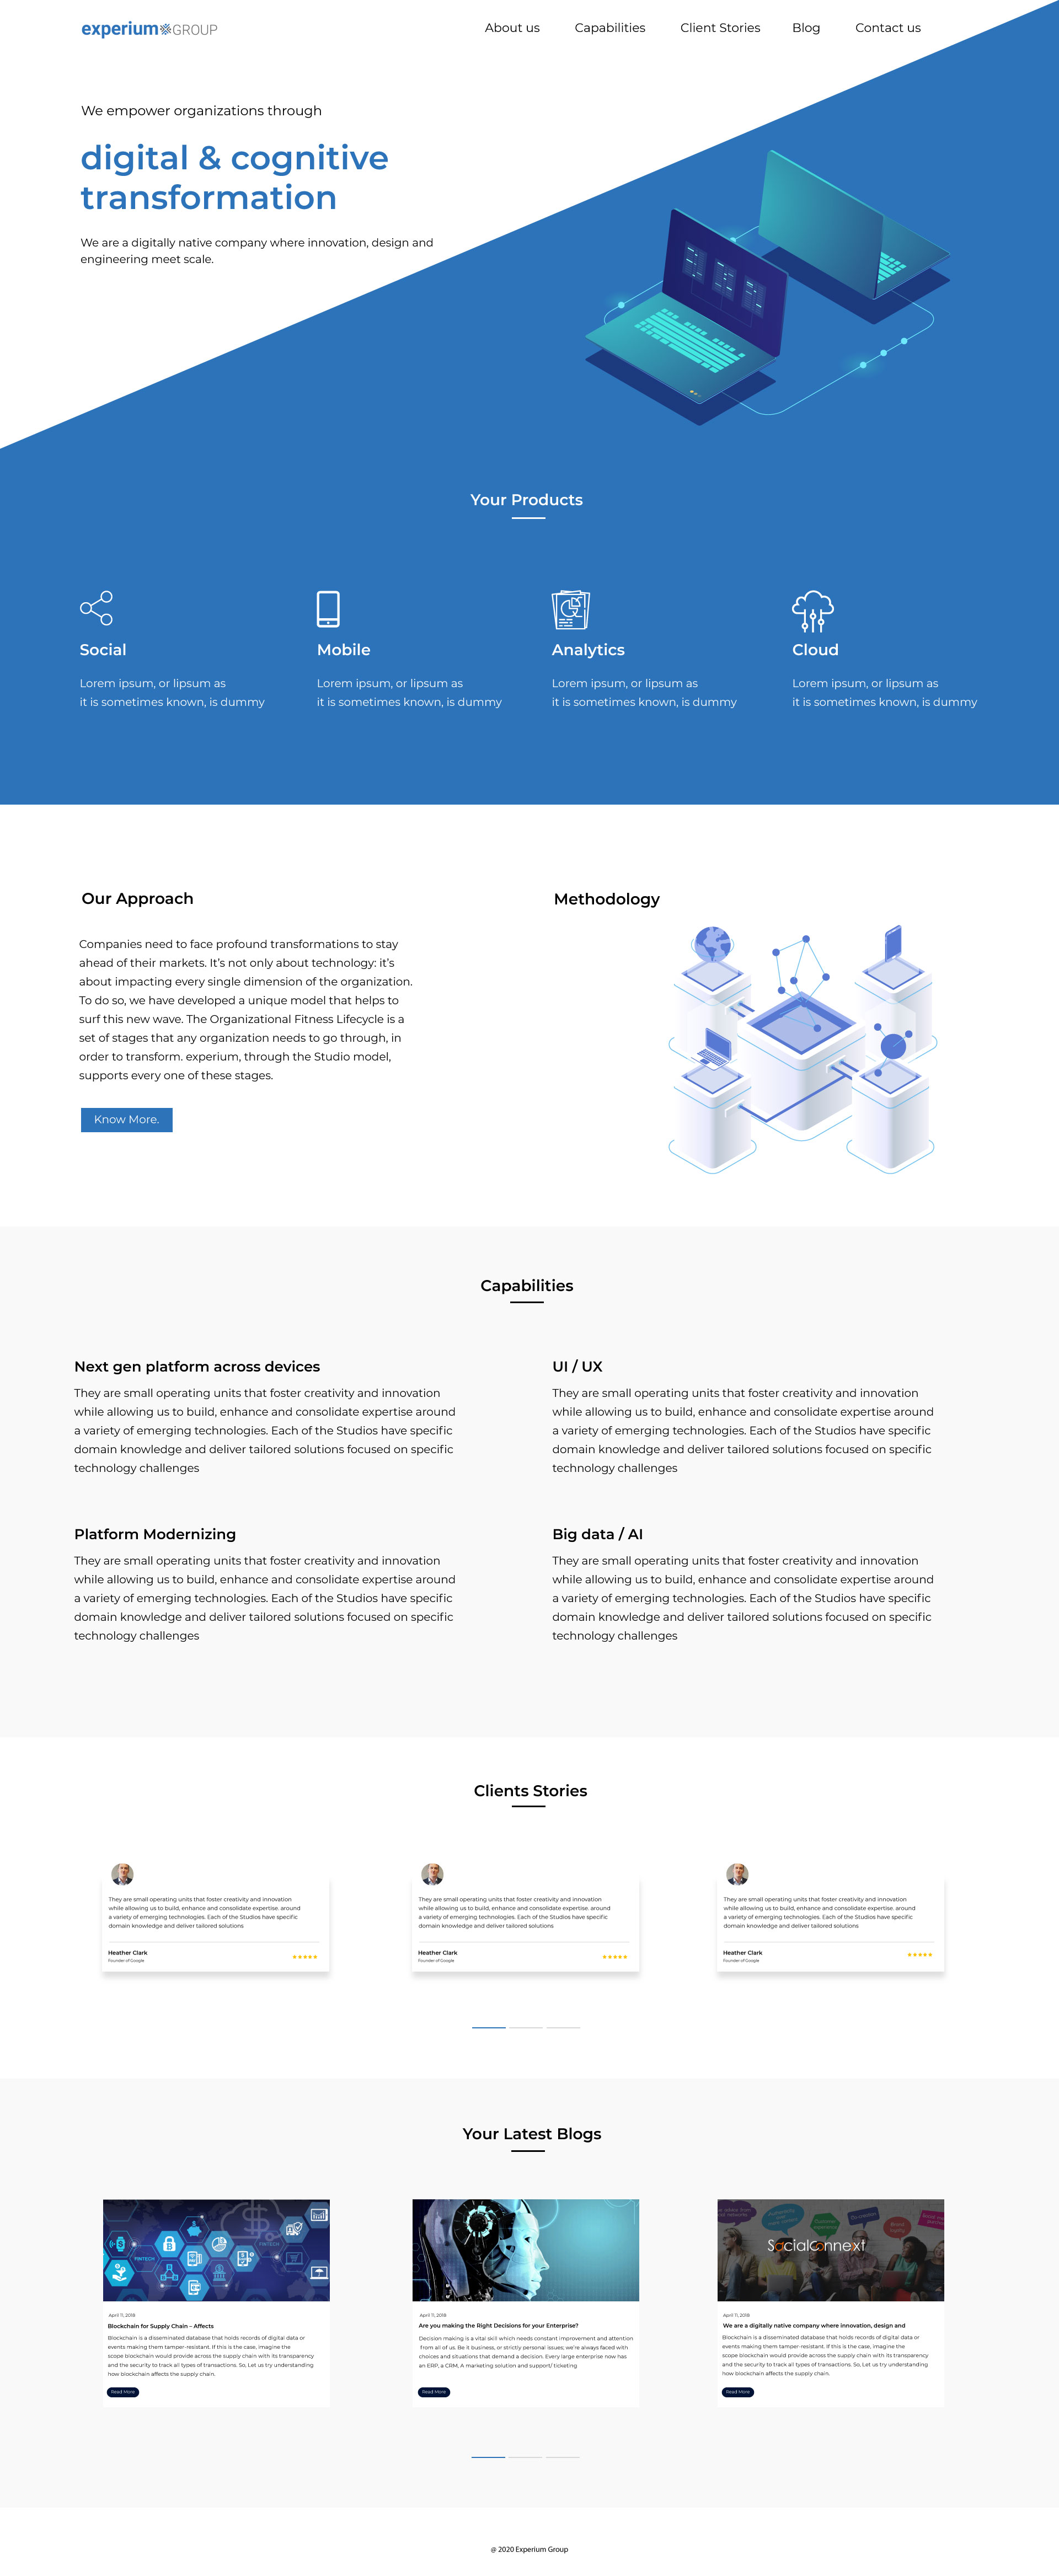 experium GROUP
About us
Capabilities
Client Stories
Blog
Contact us
We empower organizations through
digital & cognitive
transformation
We are a digitally native company where innovation, design and
engineering meet scale.
Your Products
Social
Lorem ipsum, or lipsum as
it is sometimes known, is dummy
Mobile
Lorem ipsum, or lipsum as
it is sometimes known, is dummy
Analytics
Lorem ipsum, or lipsum as
it is sometimes known, is dummy
Cloud
Lorem ipsum, or lipsum as
it is sometimes known, is dummy
Our Approach
Companies need to face profound transformations to stay
ahead of their markets. It’s not only about technology: it’s
about impacting every single dimension of the organization.
To do so, we have developed a unique model that helps to
surf this new wave. The Organizational Fitness Lifecycle is a
set of stages that any organization needs to go through, in
order to transform. experium, through the Studio model,
supports every one of these stages.
Know More.
Methodology
Capabilities
Next gen platform across devices
They are small operating units that foster creativity and innovation
while allowing us to build, enhance and consolidate expertise around
a variety of emerging technologies. Each of the Studios have specific
domain knowledge and deliver tailored solutions focused on specific
technology challenges
UI / UX
They are small operating units that foster creativity and innovation
while allowing us to build, enhance and consolidate expertise around
a variety of emerging technologies. Each of the Studios have specific
domain knowledge and deliver tailored solutions focused on specific
technology challenges
Platform Modernizing
They are small operating units that foster creativity and innovation
while allowing us to build, enhance and consolidate expertise around
a variety of emerging technologies. Each of the Studios have specific
domain knowledge and deliver tailored solutions focused on specific
technology challenges
Big data / AI
They are small operating units that foster creativity and innovation
while allowing us to build, enhance and consolidate expertise around
a variety of emerging technologies. Each of the Studios have specific
domain knowledge and deliver tailored solutions focused on specific
technology challenges
Clients Stories
They are small operating units that foster creativity and innovation
while allowing us to build, enhance and consolidate expertise. around
a variety of emerging technologies. Each of the Studios have specific
domain knowledge and deliver tailored solutions
Heather Clark
Founder of Google
They are small operating units that foster creativity and innovation
while allowing us to build, enhance and consolidate expertise. around
a variety of emerging technologies. Each of the Studios have specific
domain knowledge and deliver tailored solutions
Heather Clark
Founder of Google
They are small operating units that foster creativity and innovation
while allowing us to build, enhance and consolidate expertise. around
a variety of emerging technologies. Each of the Studios have specific
domain knowledge and deliver tailored solutions
Heather Clark
Founder of Google
Your Latest Blogs
FINTECH
FINTECH
April 11, 2018
Blockchain for Supply Chain – Affects
Blockchain is a disseminated database that holds records of digital data or
events making them tamper-resistant. If this is the case, imagine the
scope blockchain would provide across the supply chain with its transparency
and the security to track all types of transactions. So, Let us try understanding
how blockchain affects the supply chain.
Read More
April 11, 2018
Are you making the Right Decisions for your Enterprise?
Decision making is a vital skill which needs constant improvement and attention
from all of us. Be it business, or strictly personal issues; we’re always faced with
choices and situations that demand a decision. Every large enterprise now has
an ERP, a CRM, A marketing solution and support/ ticketing
Read More
SocialConnext
April 11, 2018
We are a digitally native company where innovation, design and
Blockchain is a disseminated database that holds records of digital data or
events making them tamper-resistant. If this is the case, imagine the
scope blockchain would provide across the supply chain with its transparency
and the security to track all types of transactions. So, Let us try understanding
how blockchain affects the supply chain.
Read More
@ 2020 Experium Group